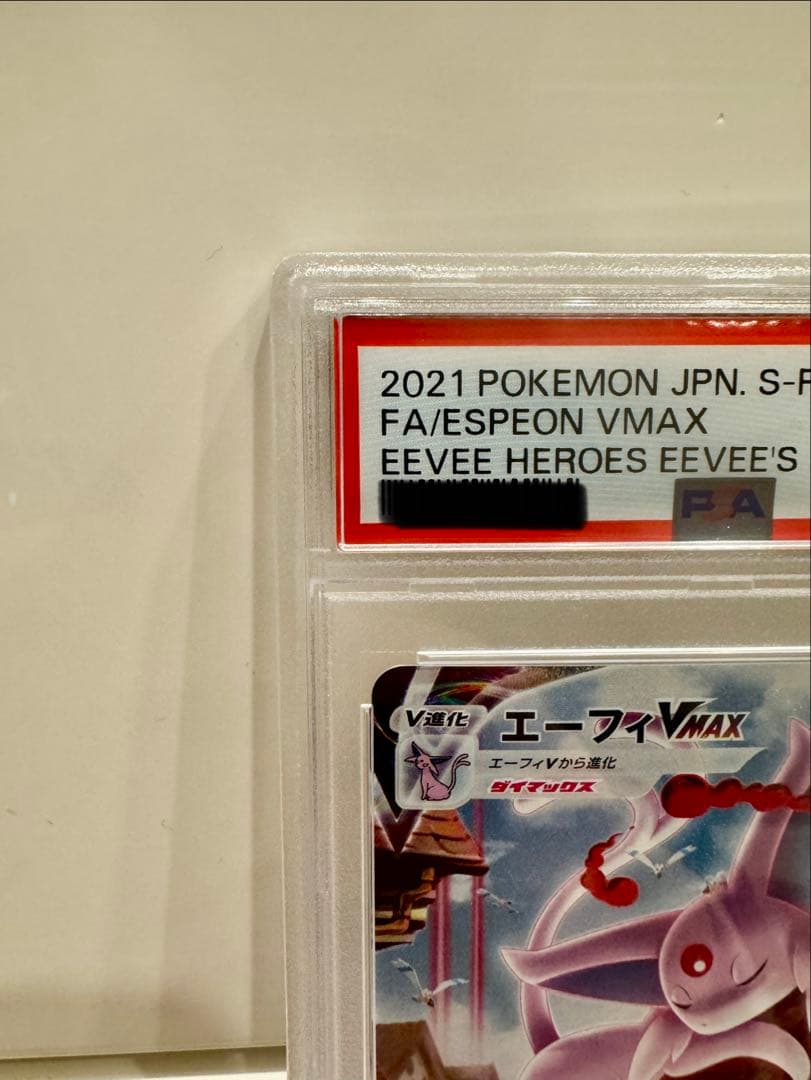 2021 POKEMON JPN. S-P
FA/ESPEON VMAX
EEVEE HEROES EEVEE'S
PSA
V進化
エーフィVMAX
エーフィVから進化
ダイマックス